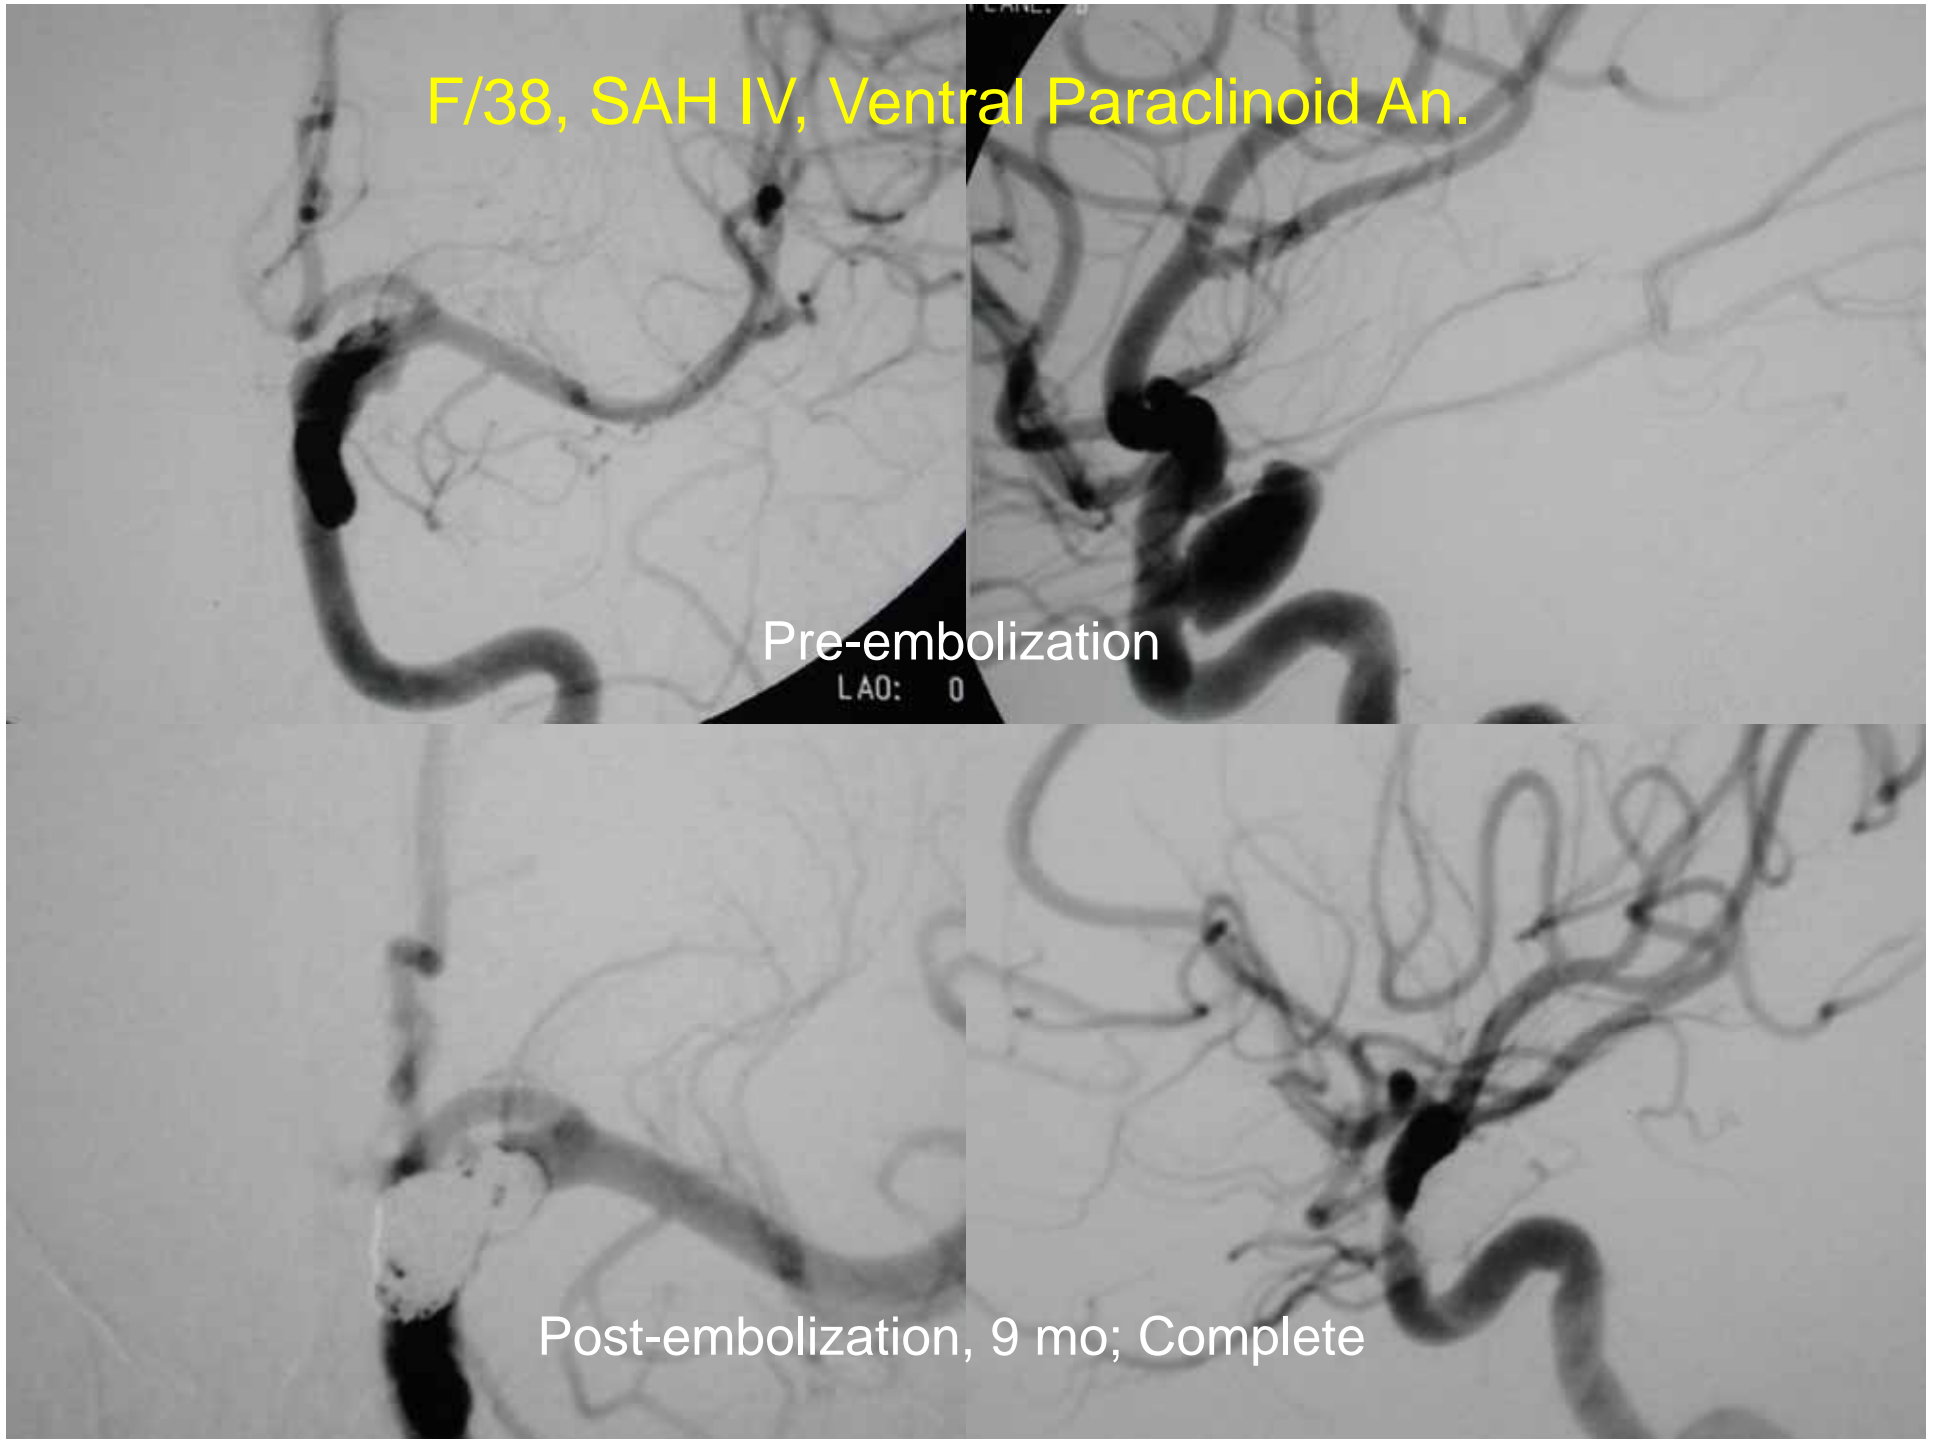 F/38, SAH IV, Ventral Paraclinoid An.
Pre-embolization
LAO: 0
Post-embolization, 9 mo; Complete